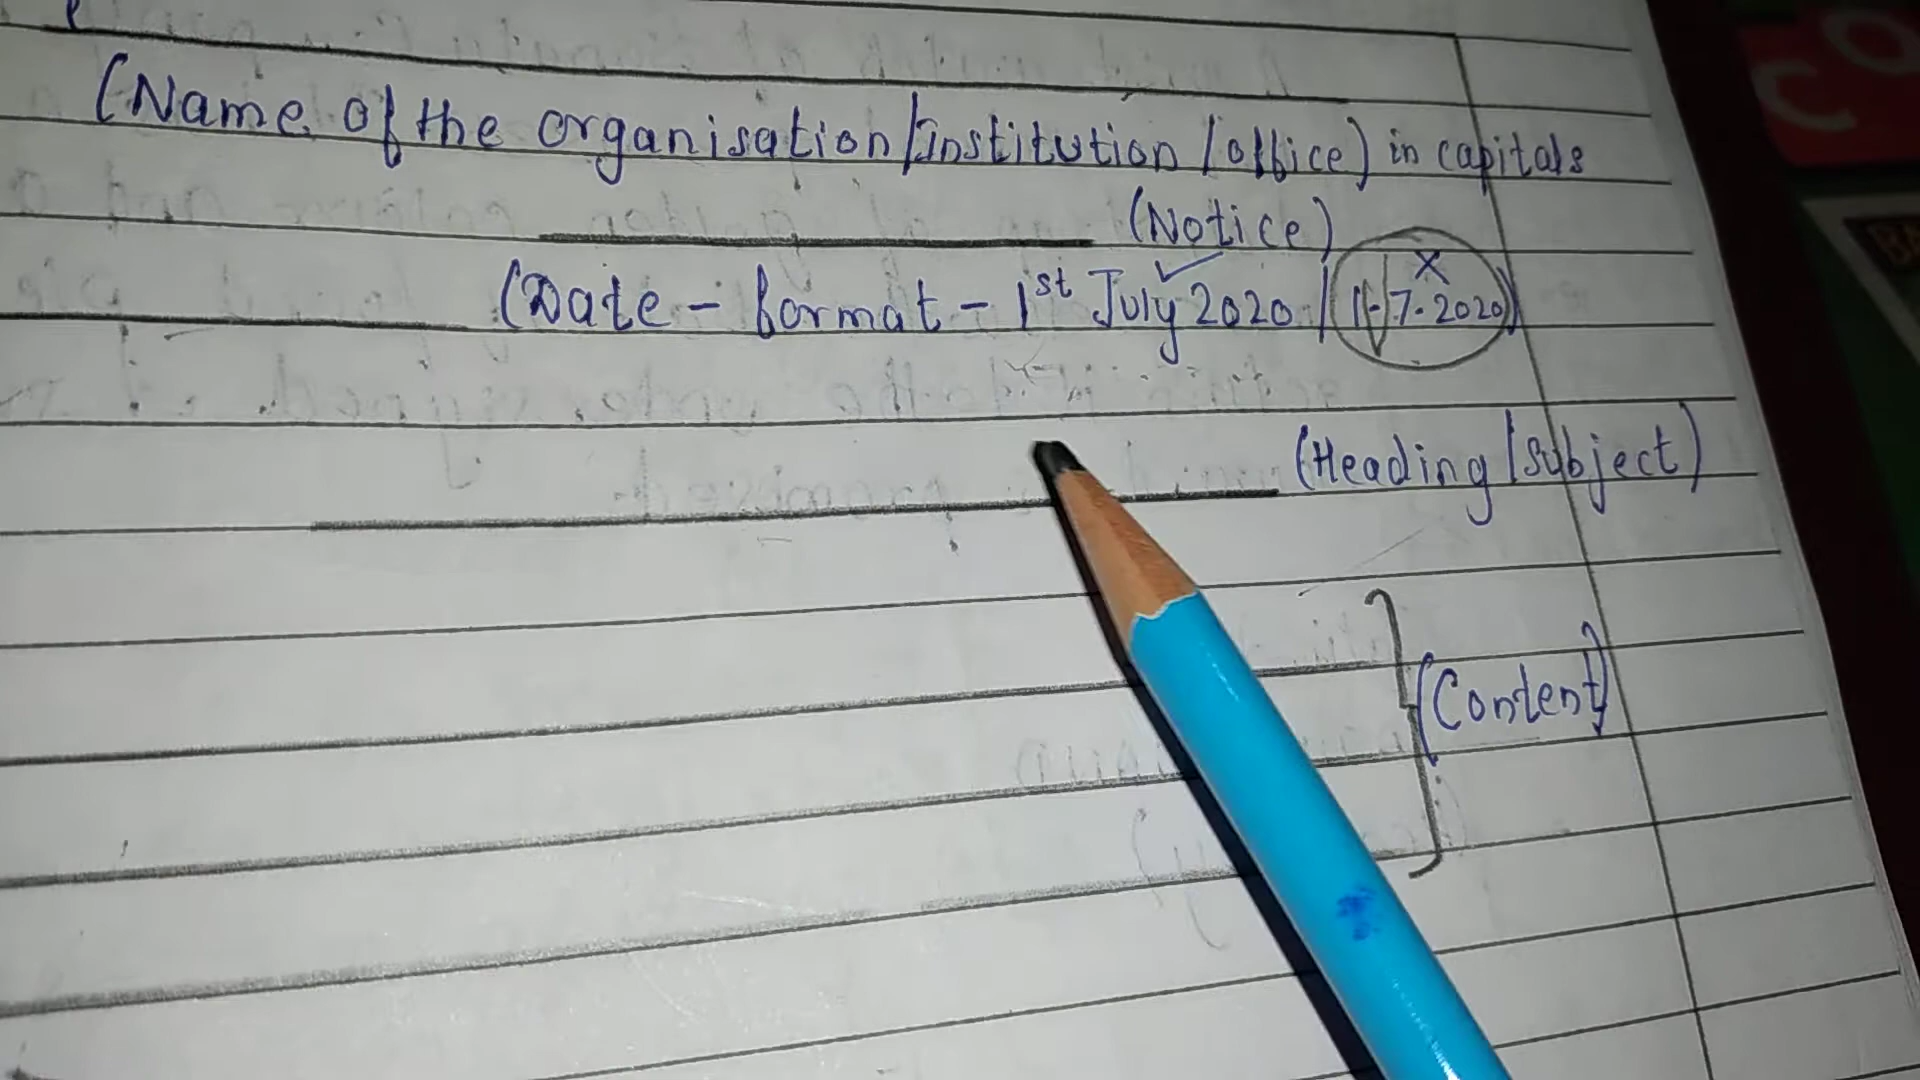 (Name of the organisation/institution/office) in capitals
(Notice)
(Date - format - 1st July 2020 / 1-7-2020)
(Heading/Subject)
(Content)